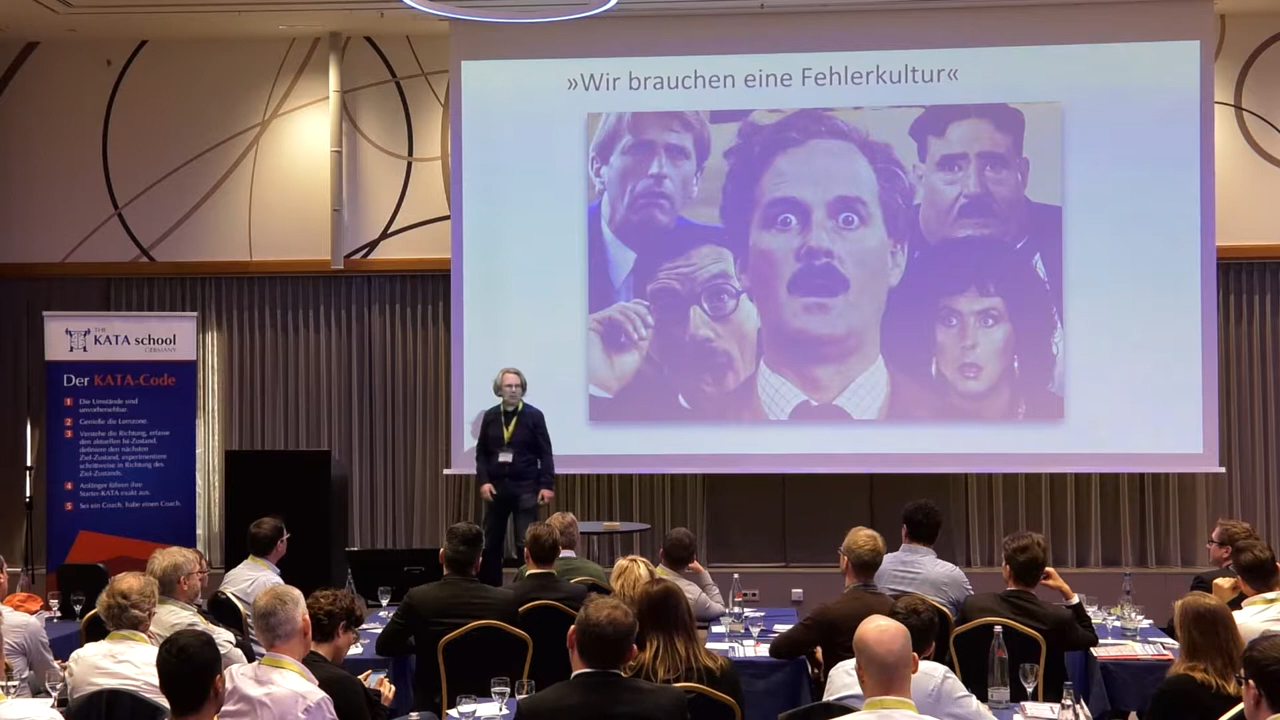 »Wir brauchen eine Fehlerkultur«
THE
KATA school
GERMANY
Der KATA-Code
1 Die Umstände sind
unvorhersehbar.
2 Genieße die Lernzone.
3 Verstehe die Richtung, erfasse
den aktuellen Ist-Zustand,
definiere den nächsten
Ziel-Zustand, experimentiere
schrittweise in Richtung des
Ziel-Zustands.
4 Anfänger führen ihre
Starter-KATA exakt aus.
5 Sei ein Coach, habe einen Coach.